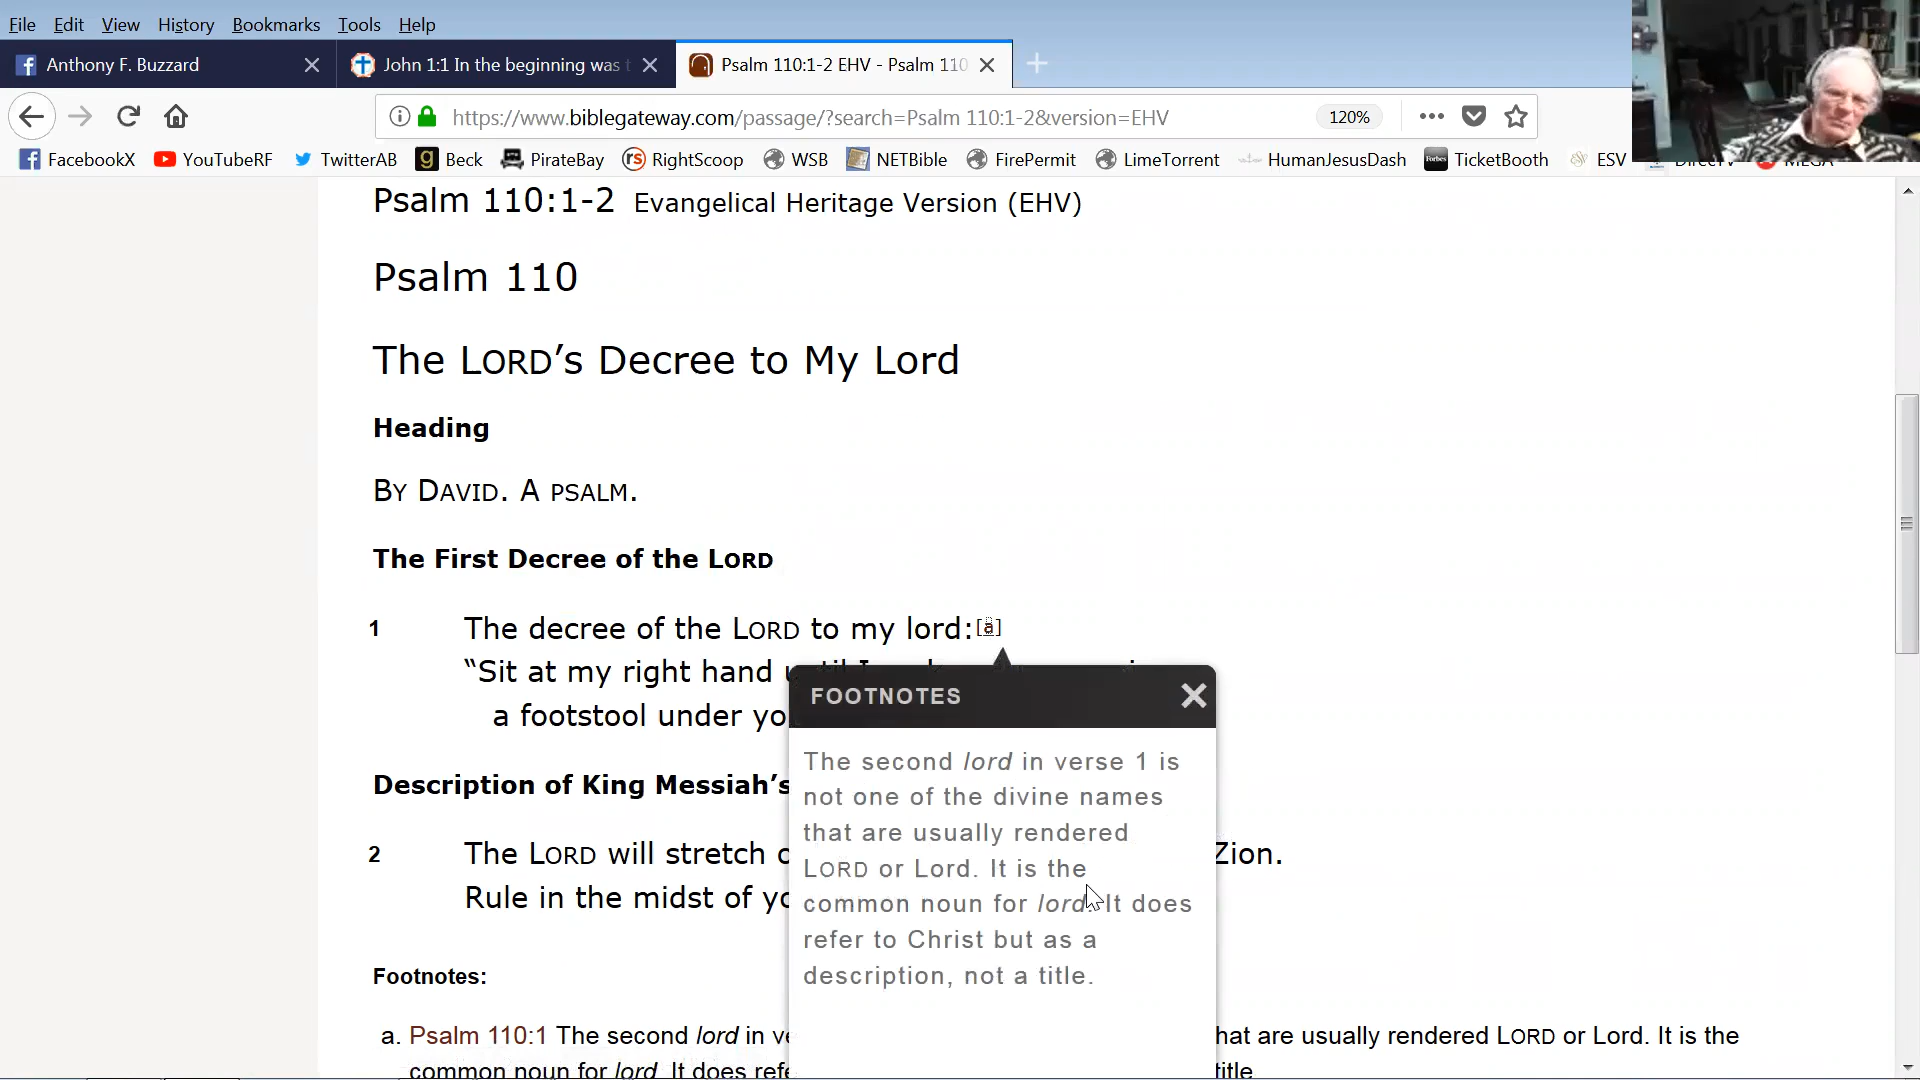 File Edit View History Bookmarks Tools Help
Anthony F. Buzzard
John 1:1 In the beginning was t
Psalm 110:1-2 EHV - Psalm 110
https://www.biblegateway.com/passage/?search=Psalm 110:1-2&version=EHV
120%
FacebookX YouTubeRF TwitterAB Beck PirateBay RightScoop WSB NETBible FirePermit LimeTorrent HumanJesusDash TicketBooth ESV
Psalm 110:1-2 Evangelical Heritage Version (EHV)
Psalm 110
The LORD’s Decree to My Lord
Heading
BY DAVID. A PSALM.
The First Decree of the LORD
1 The decree of the LORD to my lord:[a]
“Sit at my right hand
a footstool under yo
FOOTNOTES
The second lord in verse 1 is
not one of the divine names
that are usually rendered
LORD or Lord. It is the
common noun for lord. It does
refer to Christ but as a
description, not a title.
Description of King Messiah’s
2 The LORD will stretch o Zion.
Rule in the midst of yo
Footnotes:
a. Psalm 110:1 The second lord in ve hat are usually rendered LORD or Lord. It is the
common noun for lord. It does refe title.